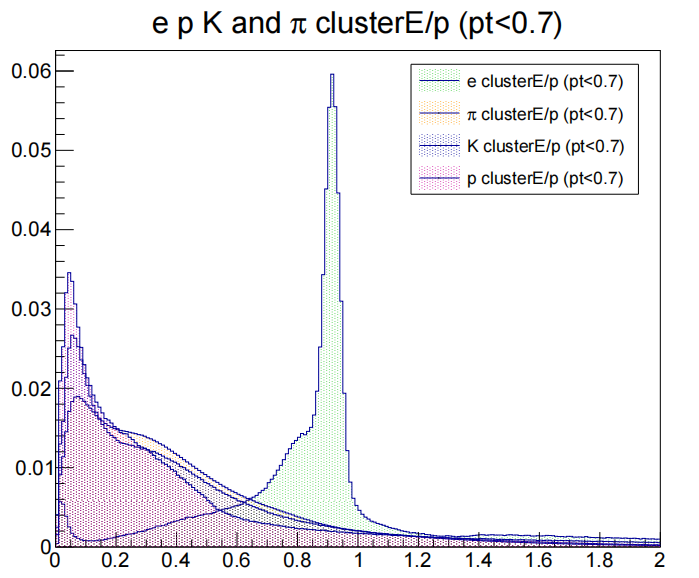 e p K and π clusterE/p (pt<0.7)
e clusterE/p (pt<0.7)
π clusterE/p (pt<0.7)
K clusterE/p (pt<0.7)
p clusterE/p (pt<0.7)
0.06
0.05
0.04
0.03
0.02
0.01
0
0 0.2 0.4 0.6 0.8 1 1.2 1.4 1.6 1.8 2